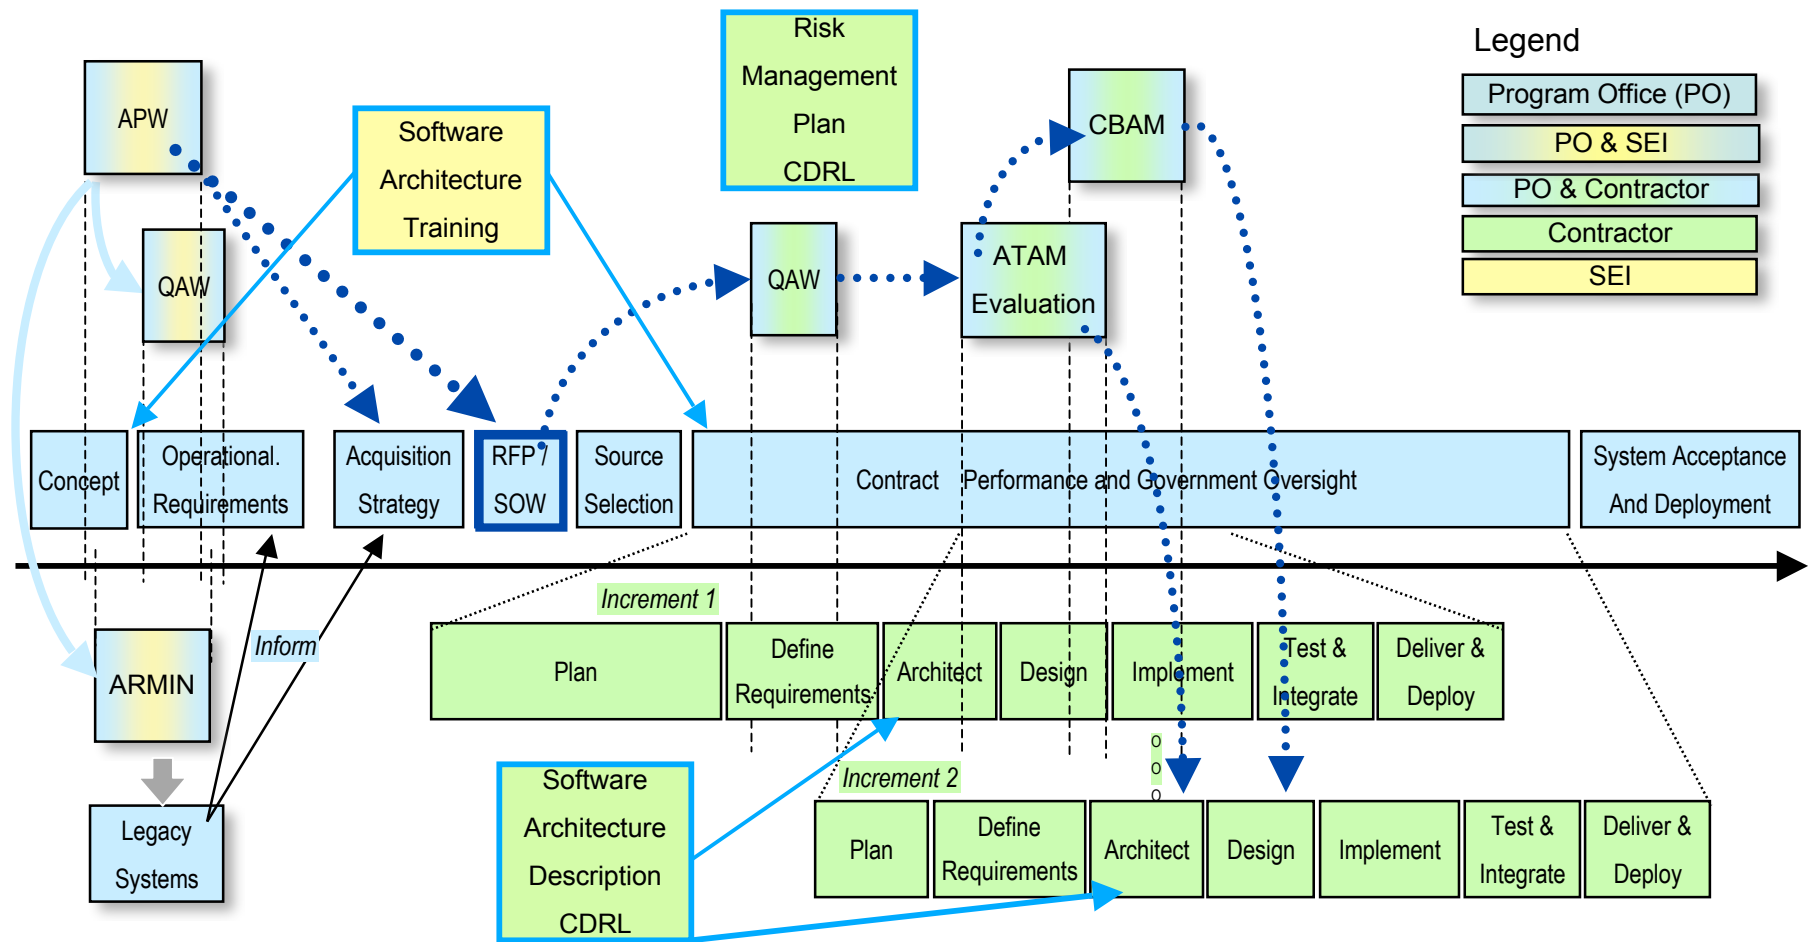 Risk
Management
Plan
CDRL
Legend
Program Office (PO)
PO & SEI
PO & Contractor
Contractor
SEI
APW
Software
Architecture
Training
CBAM
QAW
QAW
ATAM
Evaluation
Concept
Operational.
Requirements
Acquisition
Strategy
RFP /
SOW
Source
Selection
Contract Performance and Government Oversight
System Acceptance
And Deployment
Increment 1
Inform
ARMIN
Plan
Define
Requirements
Architect
Design
Implement
Test &
Integrate
Deliver &
Deploy
o
o
o
Increment 2
Software
Architecture
Description
CDRL
Legacy
Systems
Plan
Define
Requirements
Architect
Design
Implement
Test &
Integrate
Deliver &
Deploy